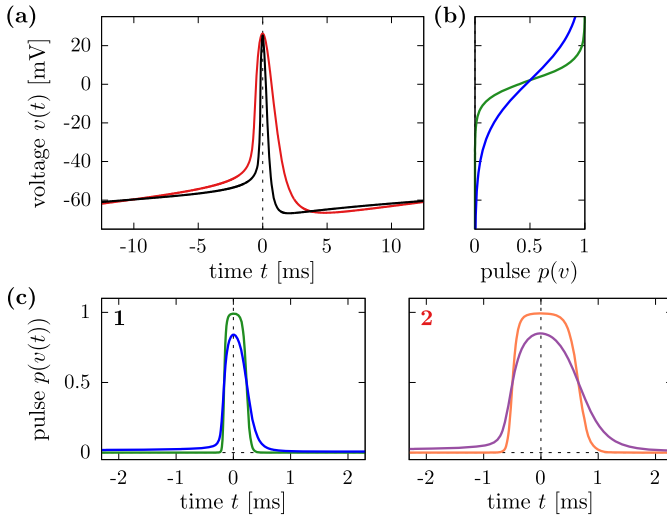 (a)
voltage v(t) [mV]
20
0
-20
-40
-60
-10 -5 0 5 10
time t [ms]
(b)
0 0.5 1
pulse p(v)
(c)
pulse p(v(t))
1
0.5
0
1
-2 -1 0 1 2
time t [ms]
2
-2 -1 0 1 2
time t [ms]